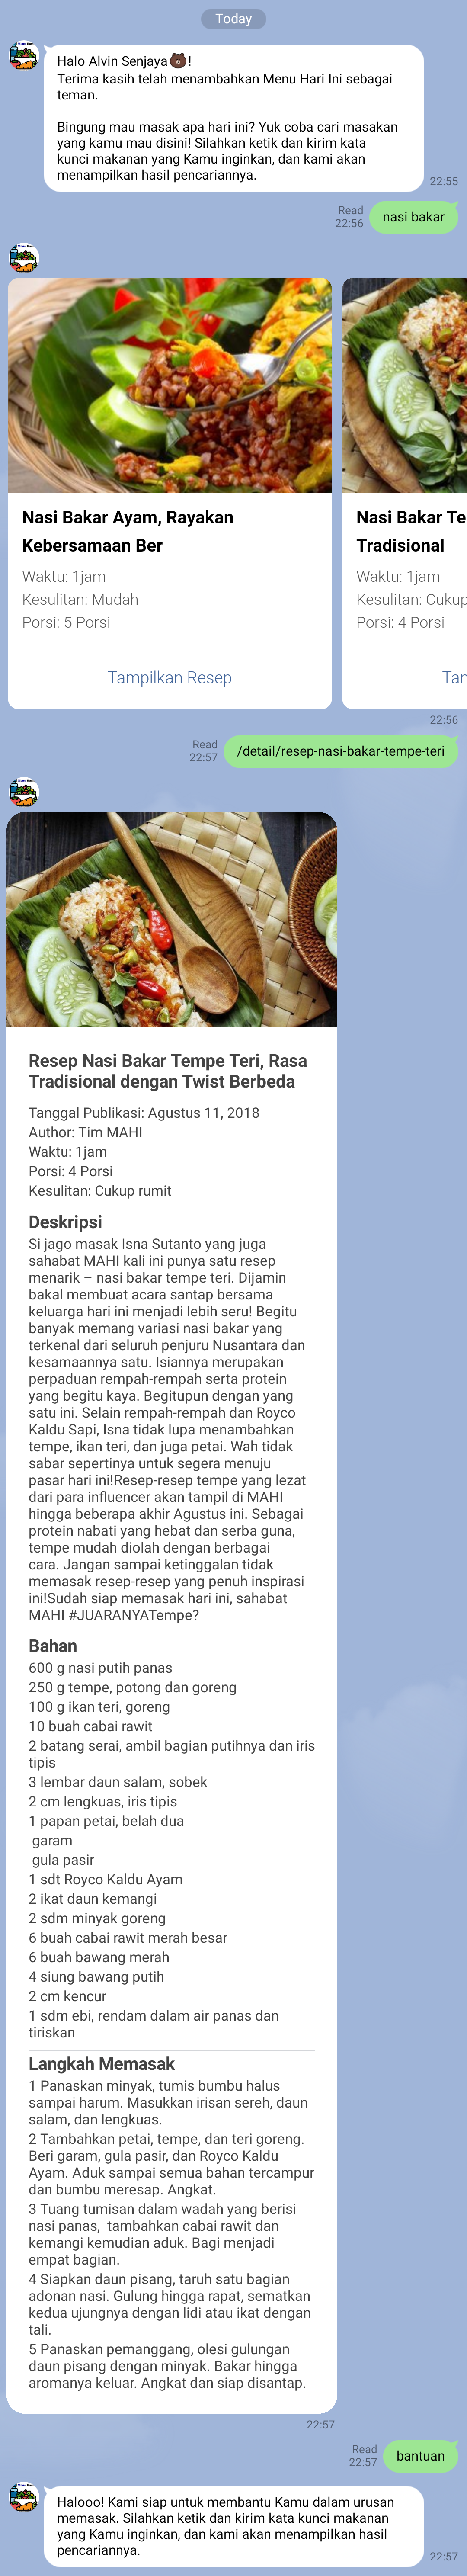 Today
Halo Alvin Senjaya !
Terima kasih telah menambahkan Menu Hari Ini sebagai
teman.
Bingung mau masak apa hari ini? Yuk coba cari masakan
yang kamu mau disini! Silahkan ketik dan kirim kata
kunci makanan yang Kamu inginkan, dan kami akan
menampilkan hasil pencariannya.
22:55
Read
22:56
nasi bakar
Nasi Bakar Ayam, Rayakan
Kebersamaan Ber
Waktu: 1jam
Kesulitan: Mudah
Porsi: 5 Porsi
Tampilkan Resep
Nasi Bakar Te
Tradisional
Waktu: 1jam
Kesulitan: Cukup
Porsi: 4 Porsi
Tar
22:56
Read
22:57
/detail/resep-nasi-bakar-tempe-teri
Resep Nasi Bakar Tempe Teri, Rasa
Tradisional dengan Twist Berbeda
Tanggal Publikasi: Agustus 11, 2018
Author: Tim MAHI
Waktu: 1jam
Porsi: 4 Porsi
Kesulitan: Cukup rumit
Deskripsi
Si jago masak Isna Sutanto yang juga
sahabat MAHI kali ini punya satu resep
menarik – nasi bakar tempe teri. Dijamin
bakal membuat acara santap bersama
keluarga hari ini menjadi lebih seru! Begitu
banyak memang variasi nasi bakar yang
terkenal dari seluruh penjuru Nusantara dan
kesamaannya satu. Isiannya merupakan
perpaduan rempah-rempah serta protein
yang begitu kaya. Begitupun dengan yang
satu ini. Selain rempah-rempah dan Royco
Kaldu Sapi, Isna tidak lupa menambahkan
tempe, ikan teri, dan juga petai. Wah tidak
sabar sepertinya untuk segera menuju
pasar hari ini!Resep-resep tempe yang lezat
dari para influencer akan tampil di MAHI
hingga beberapa akhir Agustus ini. Sebagai
protein nabati yang hebat dan serba guna,
tempe mudah diolah dengan berbagai
cara. Jangan sampai ketinggalan tidak
memasak resep-resep yang penuh inspirasi
ini!Sudah siap memasak hari ini, sahabat
MAHI #JUARANYATempe?
Bahan
600 g nasi putih panas
250 g tempe, potong dan goreng
100 g ikan teri, goreng
10 buah cabai rawit
2 batang serai, ambil bagian putihnya dan iris
tipis
3 lembar daun salam, sobek
2 cm lengkuas, iris tipis
1 papan petai, belah dua
garam
gula pasir
1 sdt Royco Kaldu Ayam
2 ikat daun kemangi
2 sdm minyak goreng
6 buah cabai rawit merah besar
6 buah bawang merah
4 siung bawang putih
2 cm kencur
1 sdm ebi, rendam dalam air panas dan
tiriskan
Langkah Memasak
1 Panaskan minyak, tumis bumbu halus
sampai harum. Masukkan irisan sereh, daun
salam, dan lengkuas.
2 Tambahkan petai, tempe, dan teri goreng.
Beri garam, gula pasir, dan Royco Kaldu
Ayam. Aduk sampai semua bahan tercampur
dan bumbu meresap. Angkat.
3 Tuang tumisan dalam wadah yang berisi
nasi panas, tambahkan cabai rawit dan
kemangi kemudian aduk. Bagi menjadi
empat bagian.
4 Siapkan daun pisang, taruh satu bagian
adonan nasi. Gulung hingga rapat, sematkan
kedua ujungnya dengan lidi atau ikat dengan
tali.
5 Panaskan pemanggang, olesi gulungan
daun pisang dengan minyak. Bakar hingga
aromanya keluar. Angkat dan siap disantap.
22:57
Read
22:57
bantuan
Halooo! Kami siap untuk membantu Kamu dalam urusan
memasak. Silahkan ketik dan kirim kata kunci makanan
yang Kamu inginkan, dan kami akan menampilkan hasil
pencariannya.
22:57